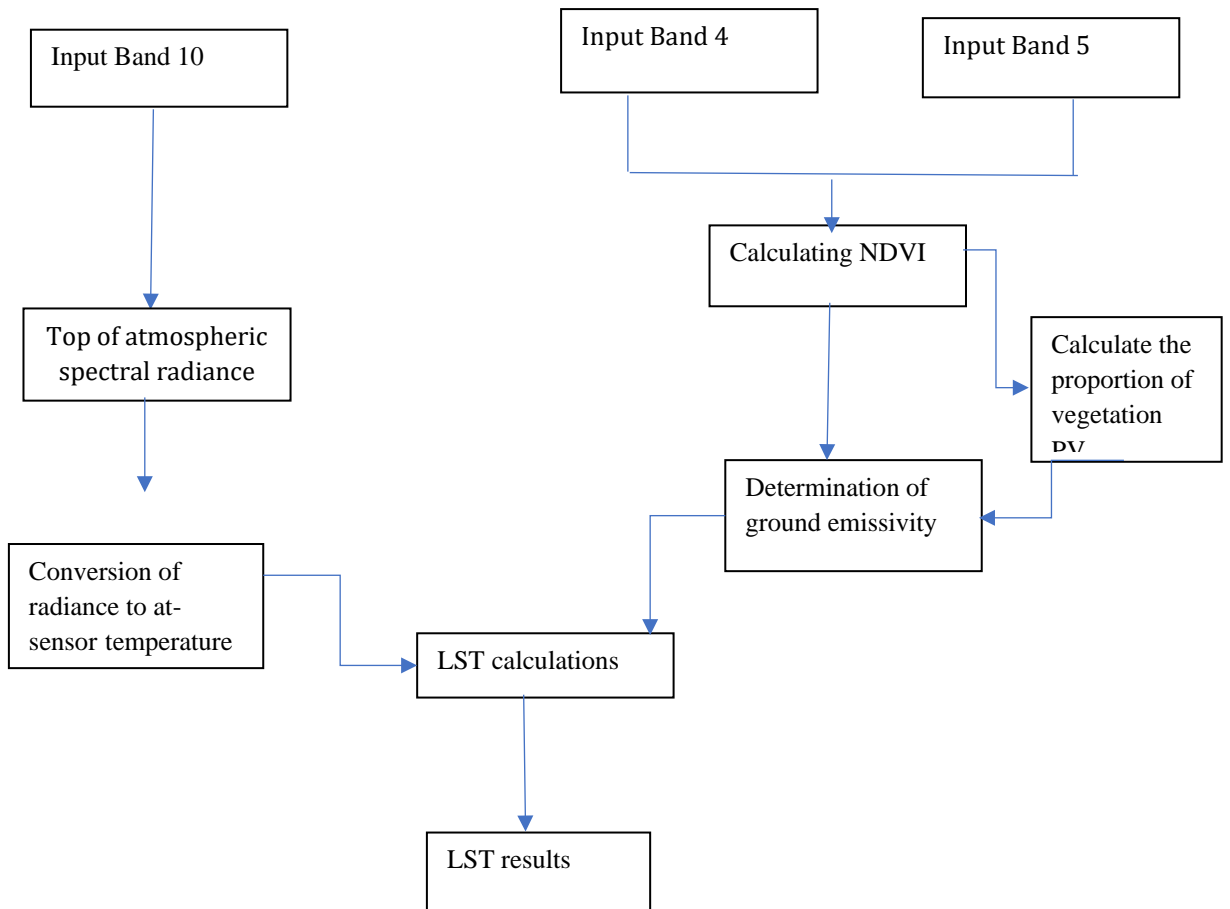 Input Band 10
Input Band 4
Input Band 5
Calculating NDVI
Top of atmospheric
spectral radiance
Calculate the
proportion of
vegetation
PV
Determination of
ground emissivity
Conversion of
radiance to at-
sensor temperature
LST calculations
LST results